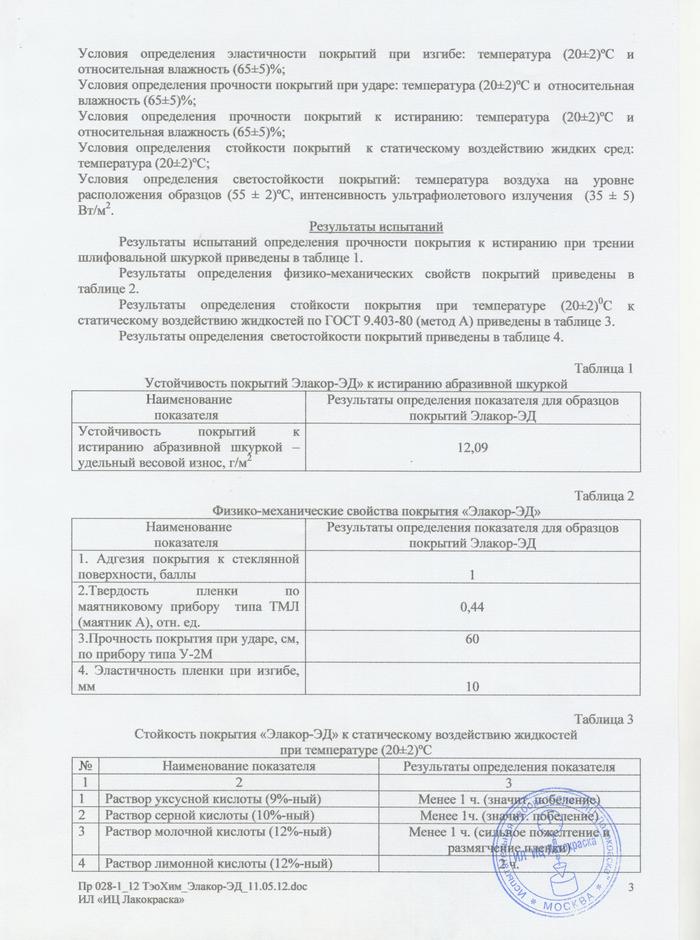 Условия определения эластичности покрытий при изгибе: температура (20±2)ºС и
относительная влажность (65±5)%;
Условия определения прочности покрытий при ударе: температура (20±2)ºС и относительная
влажность (65±5)%;
Условия определения прочности покрытий к истиранию: температура (20±2)ºС и
относительная влажность (65±5)%;
Условия определения стойкости покрытий к статическому воздействию жидких сред:
температура (20±2)ºС;
Условия определения светостойкости покрытий: температура воздуха на уровне
расположения образцов (55 ± 2)ºС, интенсивность ультрафиолетового излучения (35 ± 5)
Вт/м².
Результаты испытаний
Результаты испытаний определения прочности покрытия к истиранию при трении
шлифовальной шкуркой приведены в таблице 1.
Результаты определения физико-механических свойств покрытий приведены в
таблице 2.
Результаты определения стойкости покрытия при температуре (20±2)⁰С к
статическому воздействию жидкостей по ГОСТ 9.403-80 (метод А) приведены в таблице 3.
Результаты определения светостойкости покрытий приведены в таблице 4.
Таблица 1
Устойчивость покрытий Элакор-ЭД» к истиранию абразивной шкуркой
Наименование Результаты определения показателя для образцов
показателя покрытий Элакор-ЭД
Устойчивость покрытий к
истиранию абразивной шкуркой – 12,09
удельный весовой износ, г/м²
Таблица 2
Физико-механические свойства покрытия «Элакор-ЭД»
Наименование Результаты определения показателя для образцов
показателя покрытий Элакор-ЭД
1. Адгезия покрытия к стеклянной
поверхности, баллы 1
2.Твердость пленки по
маятниковому прибору типа ТМЛ 0,44
(маятник А), отн. ед.
3.Прочность покрытия при ударе, см, 60
по прибору типа У-2М
4. Эластичность пленки при изгибе,
мм 10
Таблица 3
Стойкость покрытия «Элакор-ЭД» к статическому воздействию жидкостей
при температуре (20±2)ºС
№ Наименование показателя Результаты определения показателя
1 2 3
1 Раствор уксусной кислоты (9%-ный) Менее 1 ч. (значит. побеление)
2 Раствор серной кислоты (10%-ный) Менее 1ч. (значит. побеление)
3 Раствор молочной кислоты (12%-ный) Менее 1 ч. (сильное пожелтение и
размягчение пленки)
4 Раствор лимонной кислоты (12%-ный) 2 ч.
ИЛ ИЦ Лакокраска
МОСКВА
Пр 028-1_12 ТэоХим_Элакор-ЭД_11.05.12.doc 3
ИЛ «ИЦ Лакокраска»